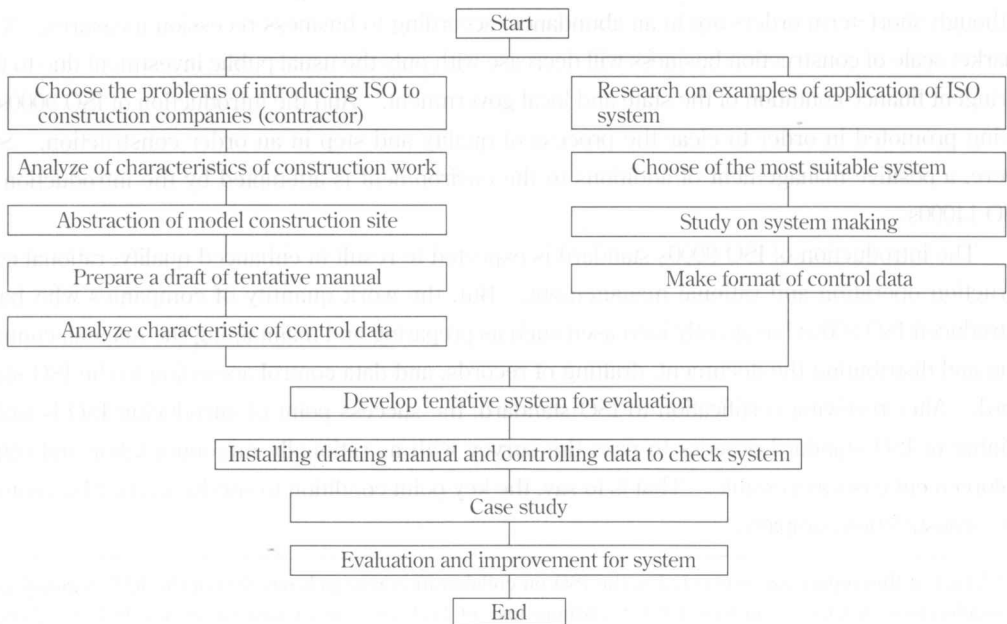 Start
Choose the problems of introducing ISO to
construction companies (contractor)
Analyze of characteristics of construction work
Abstraction of model construction site
Prepare a draft of tentative manual
Analyze characteristic of control data
Research on examples of application of ISO
system
Choose of the most suitable system
Study on system making
Make format of control data
Develop tentative system for evaluation
Installing drafting manual and controlling data to check system
Case study
Evaluation and improvement for system
End